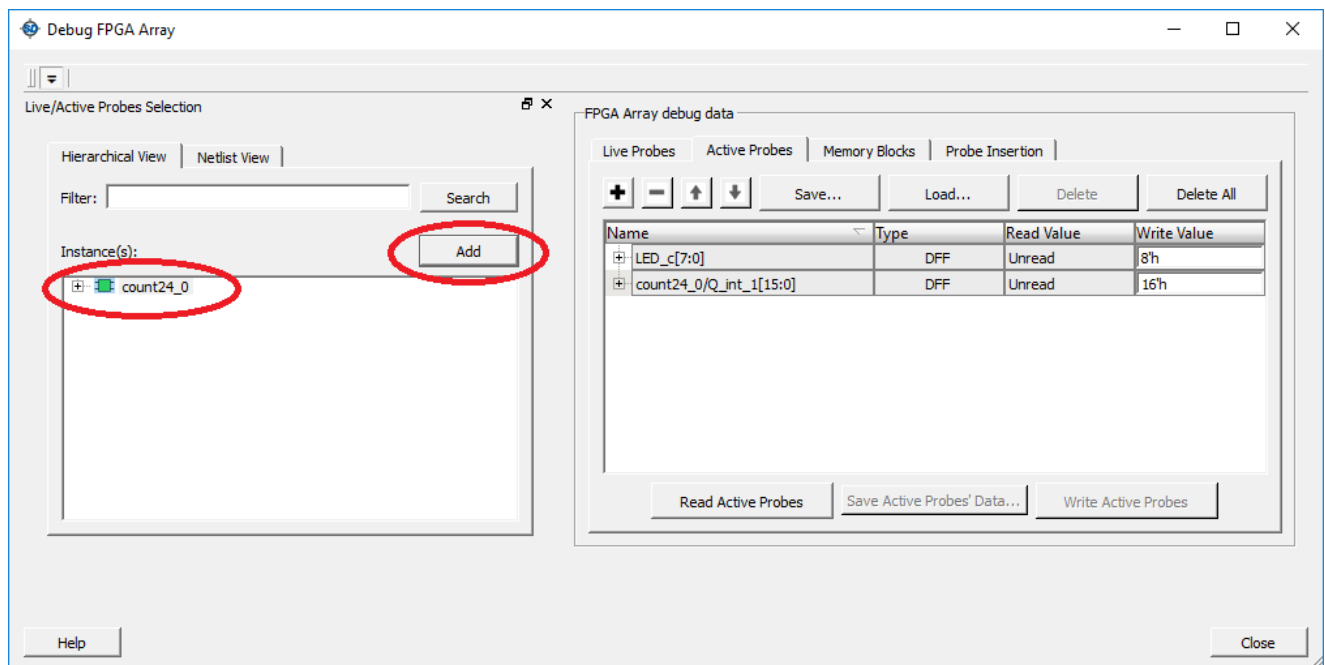 Debug FPGA Array
Live/Active Probes Selection
Hierarchical View Netlist View
Filter: Search
Instance(s): Add
count24_0
FPGA Array debug data
Live Probes Active Probes Memory Blocks Probe Insertion
Save... Load... Delete Delete All
Name Type Read Value Write Value
LED_c[7:0] DFF Unread 8'h
count24_0/Q_int_1[15:0] DFF Unread 16'h
Read Active Probes Save Active Probes' Data... Write Active Probes
Help Close